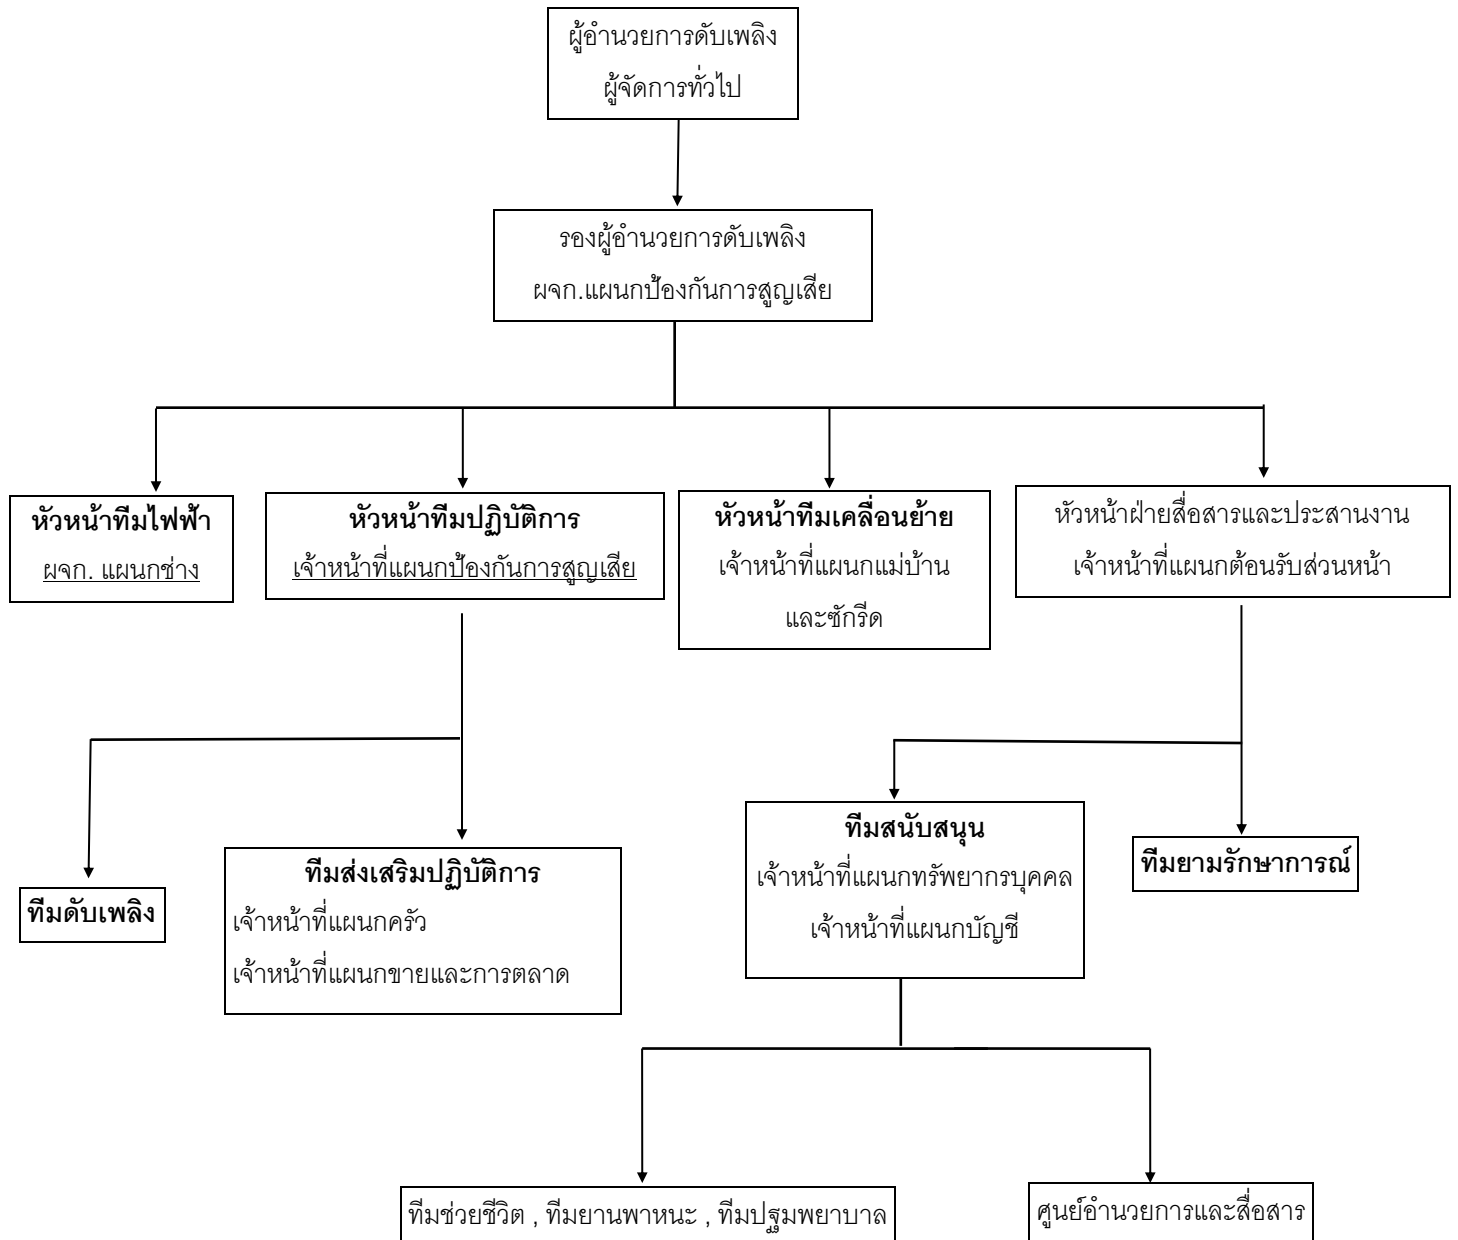 ผู้อำนวยการดับเพลิง
ผู้จัดการทั่วไป
รองผู้อำนวยการดับเพลิง
ผจก.แผนกป้องกันการสูญเสีย
หัวหน้าทีมไฟฟ้า
ผจก. แผนกช่าง
หัวหน้าทีมปฏิบัติการ
เจ้าหน้าที่แผนกป้องกันการสูญเสีย
หัวหน้าทีมเคลื่อนย้าย
เจ้าหน้าที่แผนกแม่บ้าน
และซักรีด
หัวหน้าฝ่ายสื่อสารและประสานงาน
เจ้าหน้าที่แผนกต้อนรับส่วนหน้า
ทีมดับเพลิง
ทีมส่งเสริมปฏิบัติการ
เจ้าหน้าที่แผนกครัว
เจ้าหน้าที่แผนกขายและการตลาด
ทีมสนับสนุน
เจ้าหน้าที่แผนกทรัพยากรบุคคล
เจ้าหน้าที่แผนกบัญชี
ทีมยามรักษาการณ์
ทีมช่วยชีวิต , ทีมยานพาหนะ , ทีมปฐมพยาบาล
ศูนย์อำนวยการและสื่อสาร